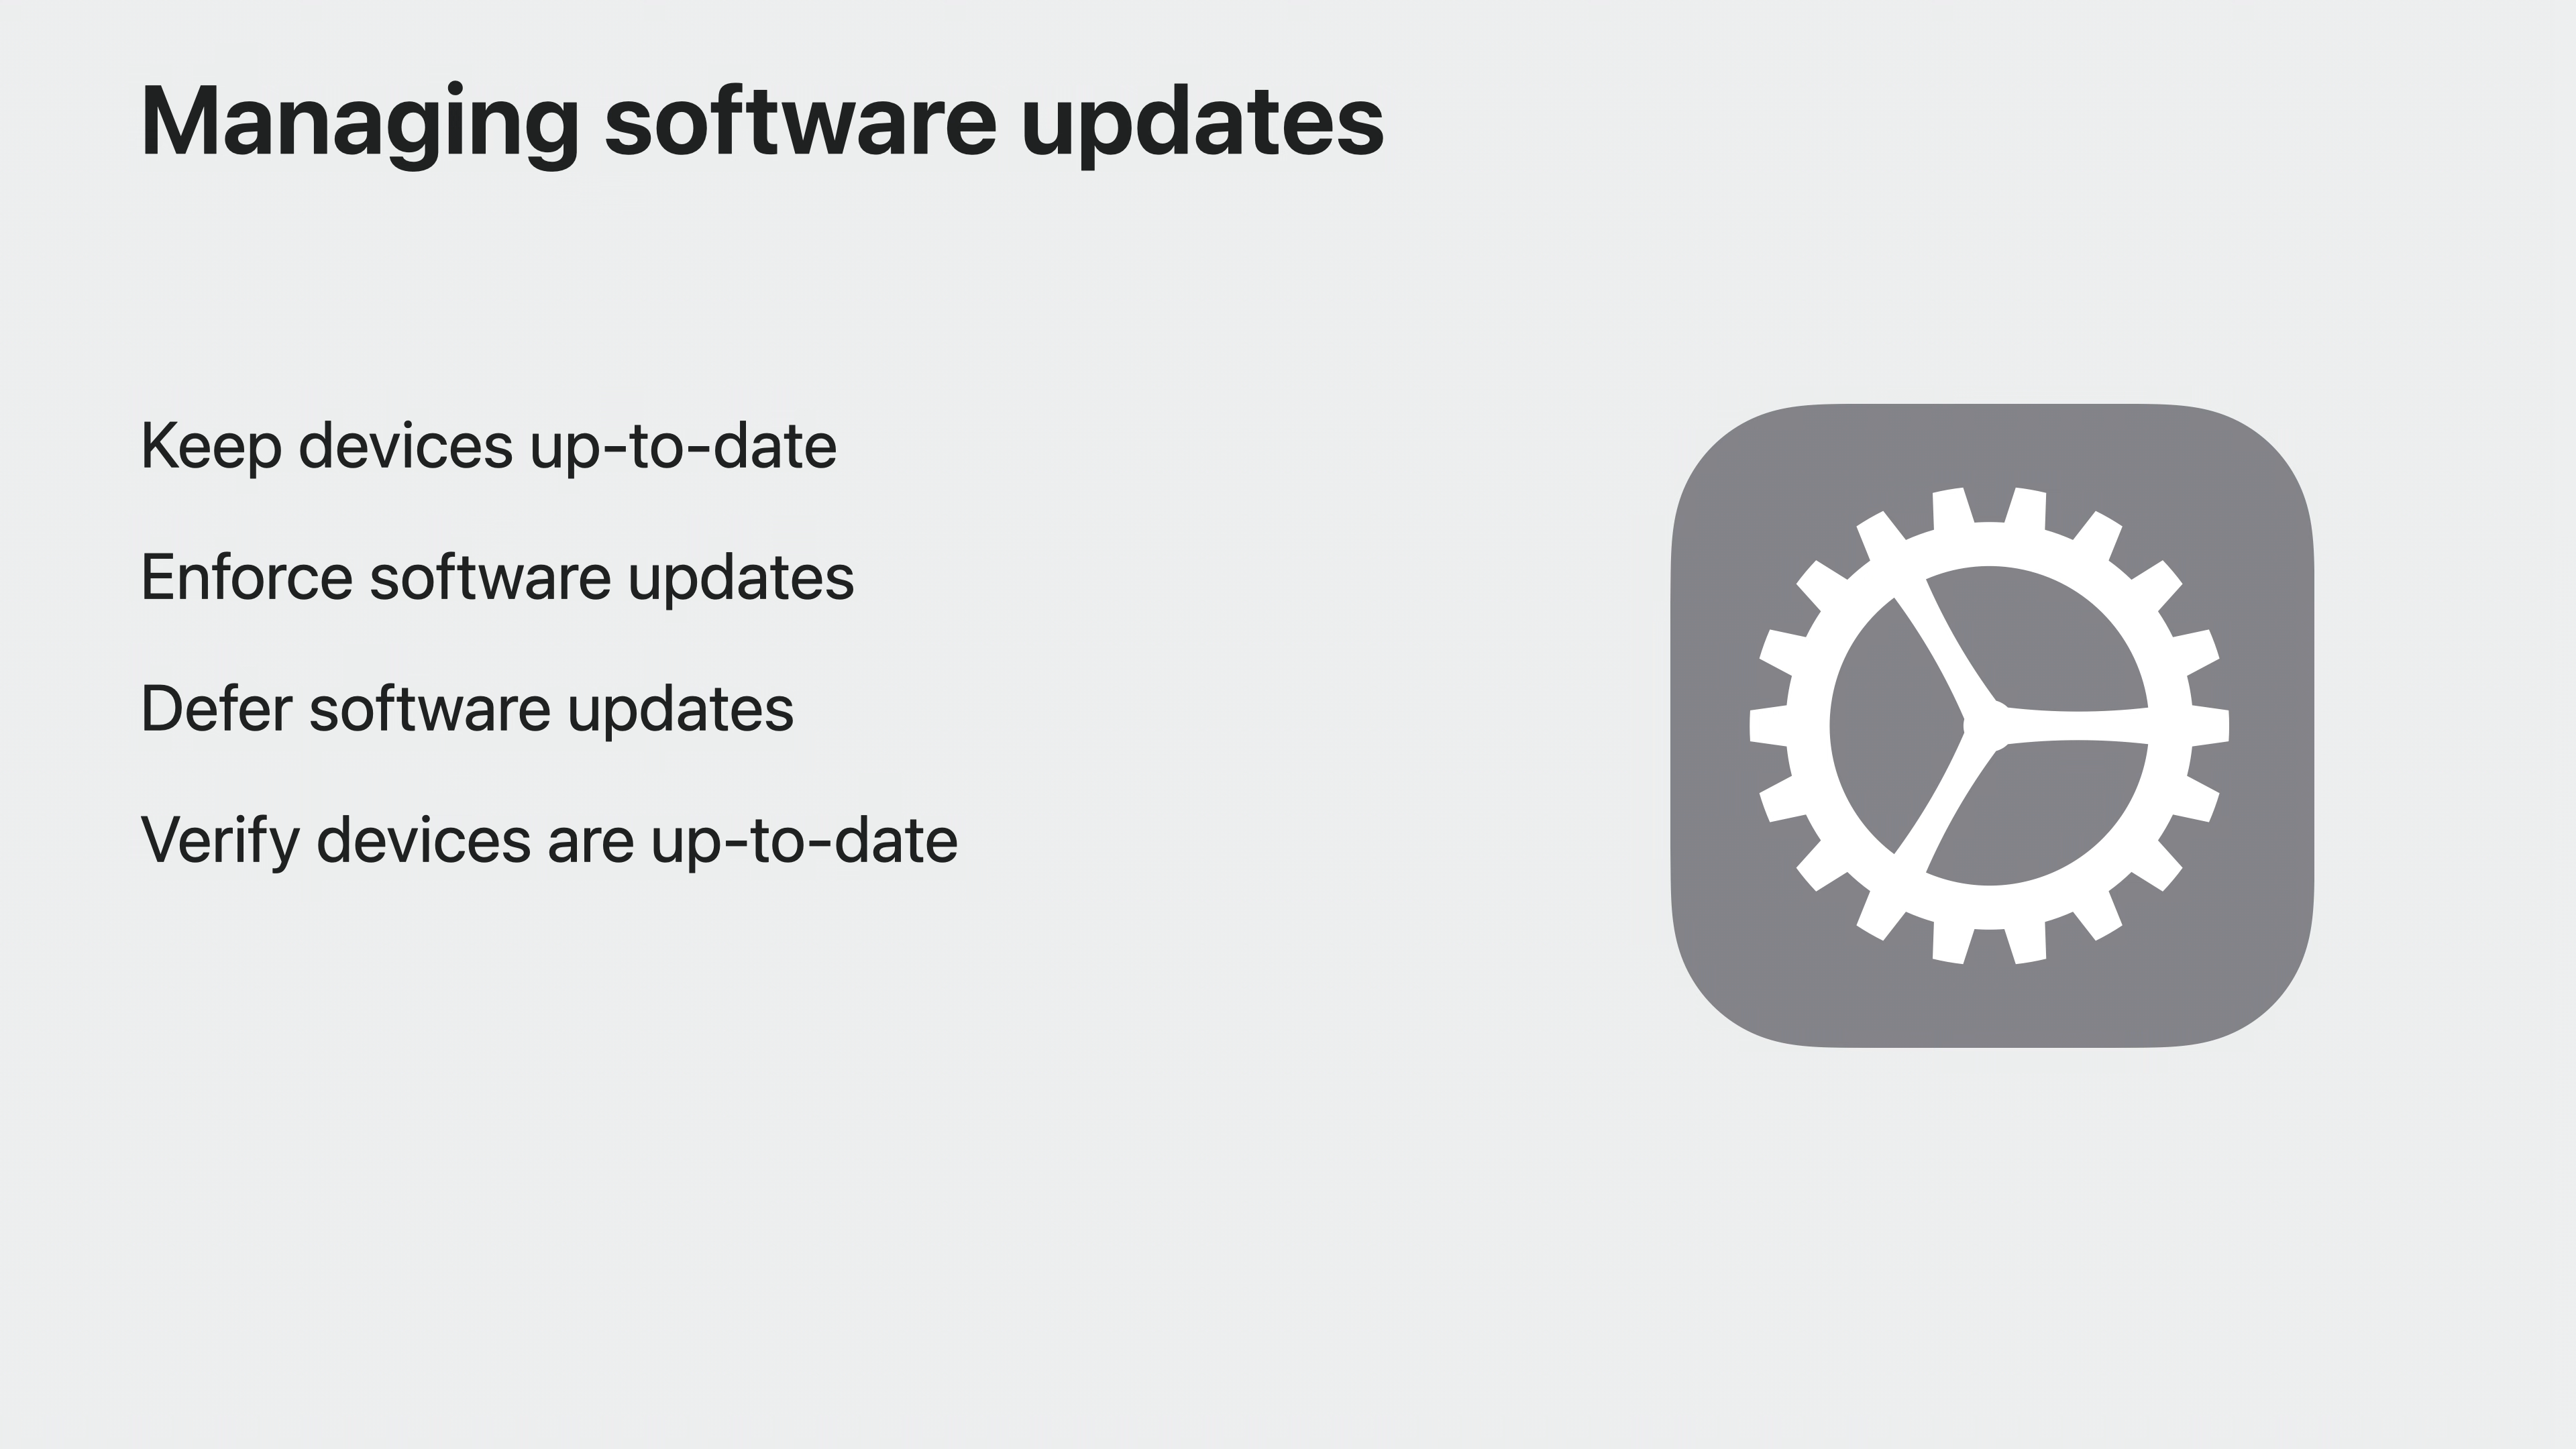 Managing software updates
Keep devices up-to-date
Enforce software updates
Defer software updates
Verify devices are up-to-date